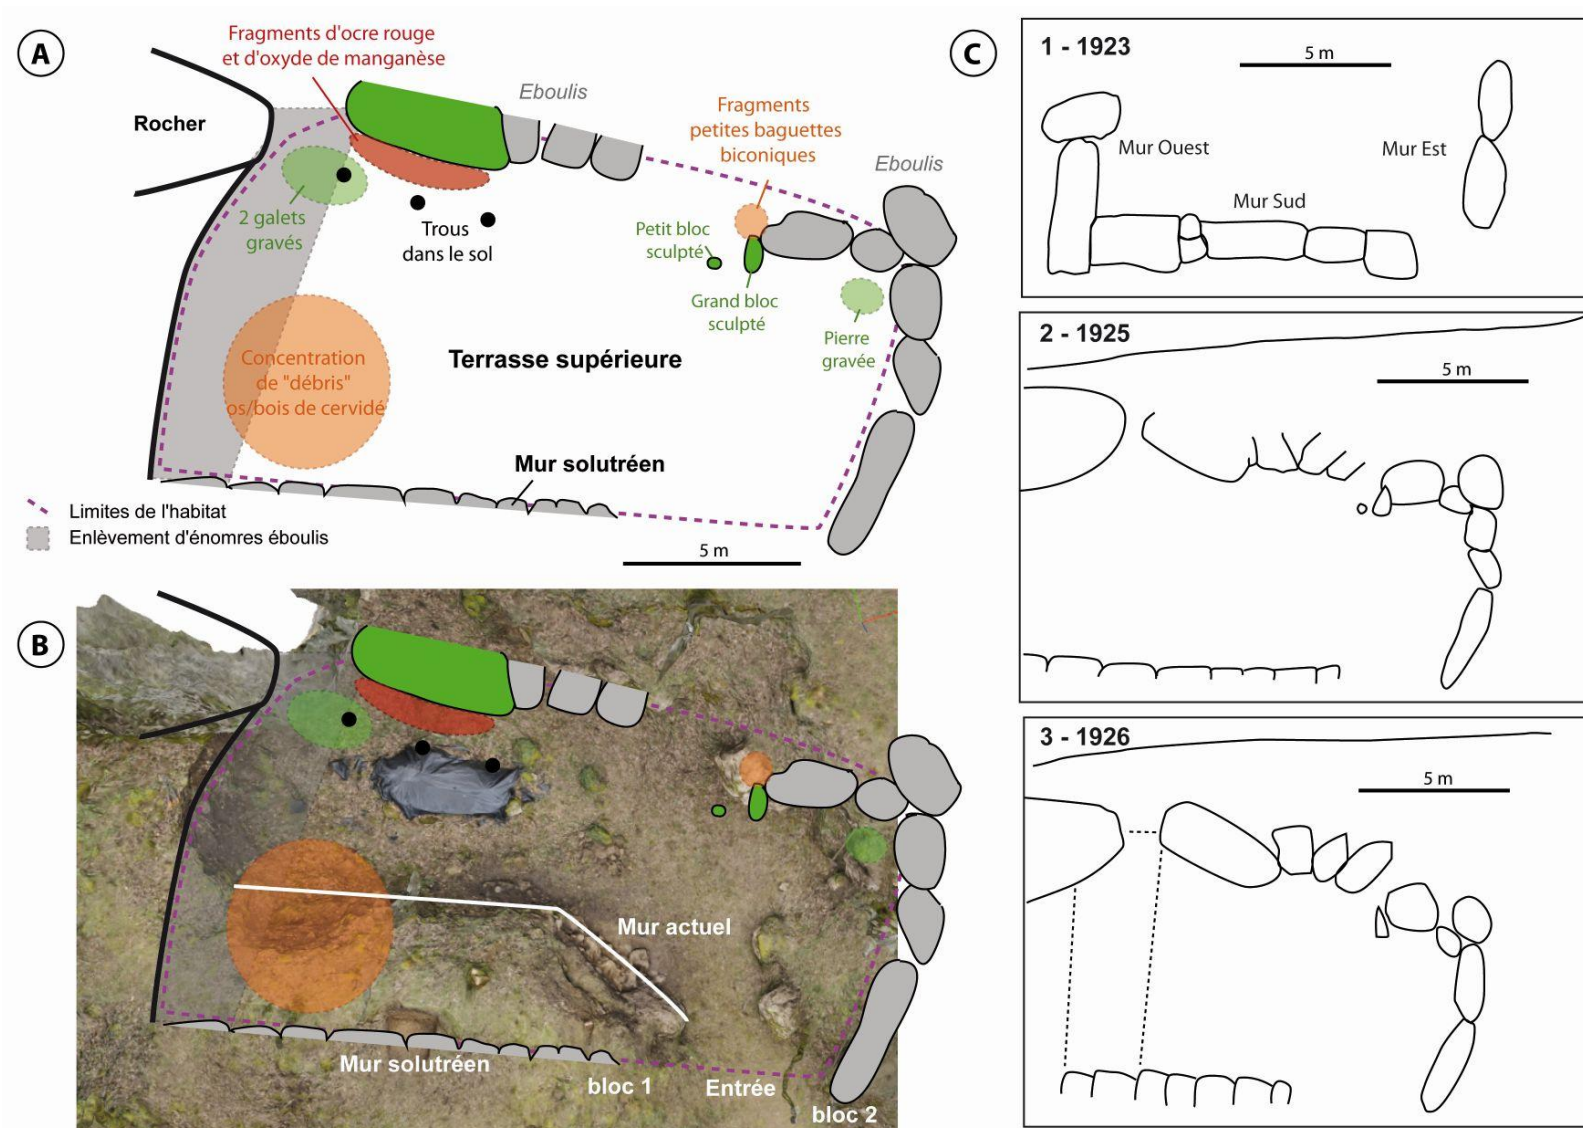 A
Fragments d'ocre rouge
et d'oxyde de manganèse
Eboulis
Rocher
Fragments
petites baguettes
biconiques
Eboulis
2 galets
gravés
Trous
dans le sol
Petit bloc
sculpté
Grand bloc
sculpté
Pierre
gravée
Concentration
de "débris"
os/bois de cervidé
Terrasse supérieure
Mur solutréen
Limites de l'habitat
Enlèvement d'énomres éboulis
5 m
B
Mur actuel
Mur solutréen
bloc 1
Entrée
bloc 2
C
1 - 1923
5 m
Mur Ouest
Mur Est
Mur Sud
2 - 1925
5 m
3 - 1926
5 m